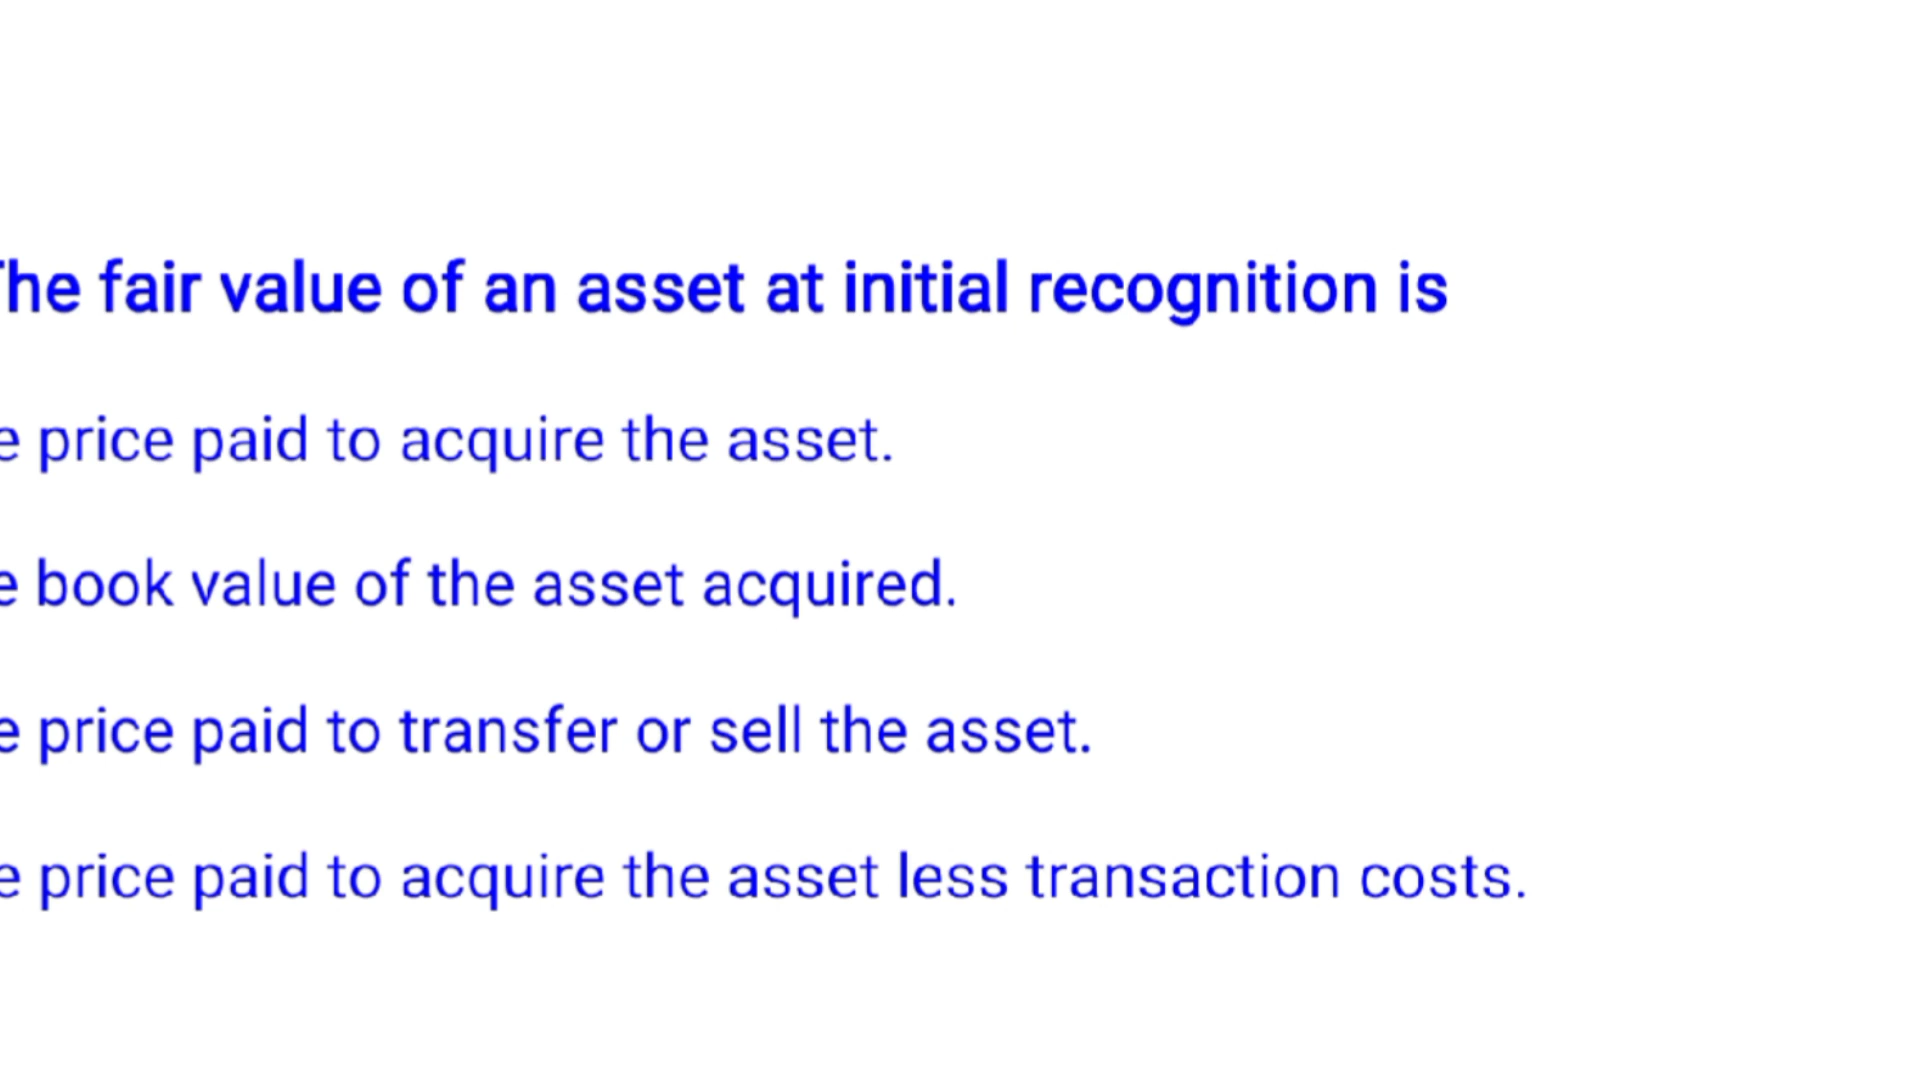 The fair value of an asset at initial recognition is
e price paid to acquire the asset.
e book value of the asset acquired.
e price paid to transfer or sell the asset.
e price paid to acquire the asset less transaction costs.